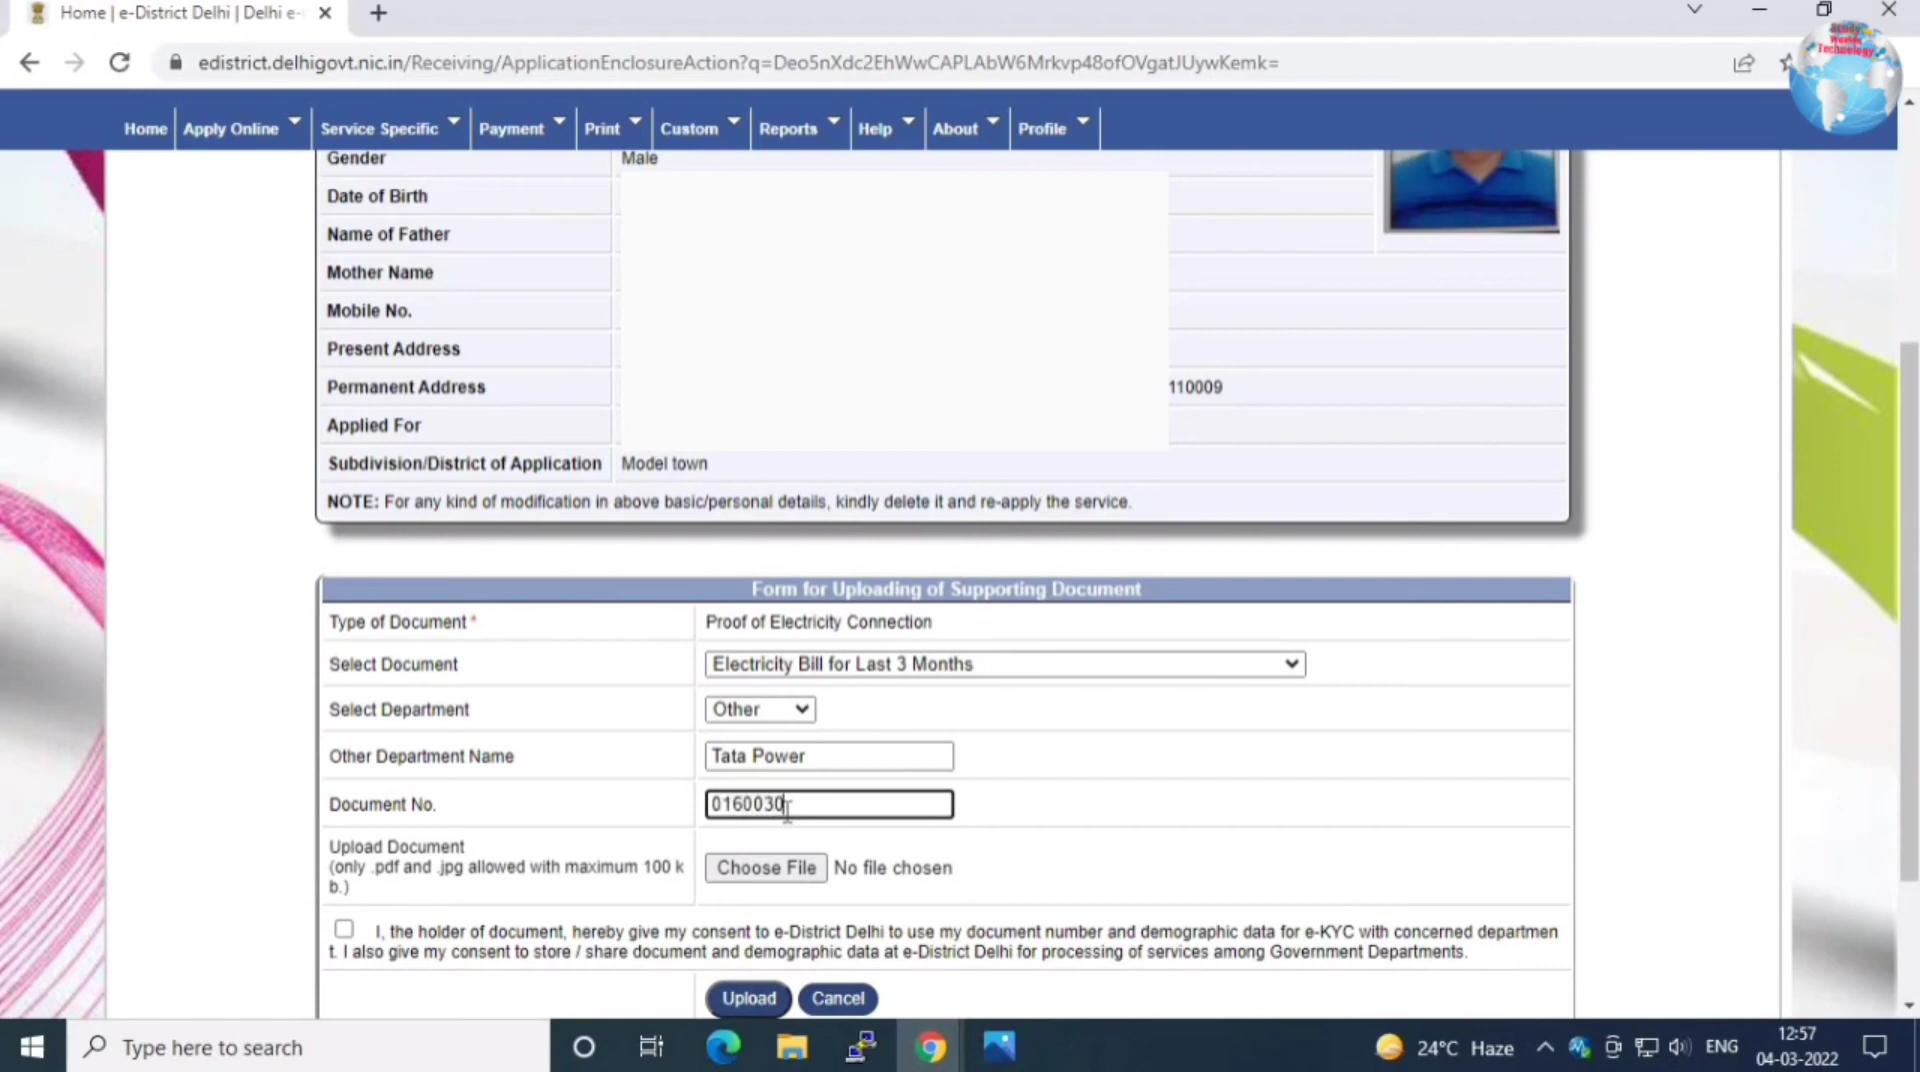 Home | e-District Delhi | Delhi e-
edistrict.delhigovt.nic.in/Receiving/ApplicationEnclosureAction?q=Deo5nXdc2EhWwCAPLAbW6Mrkvp48ofOVgatJUywKemk=
Study
World
Technology
Home Apply Online Service Specific Payment Print Custom Reports Help About Profile
Gender Male
Date of Birth
Name of Father
Mother Name
Mobile No.
Present Address
Permanent Address 110009
Applied For
Subdivision/District of Application Model town
NOTE: For any kind of modification in above basic/personal details, kindly delete it and re-apply the service.
Form for Uploading of Supporting Document
Type of Document * Proof of Electricity Connection
Select Document Electricity Bill for Last 3 Months
Select Department Other
Other Department Name Tata Power
Document No. 0160030
Upload Document
(only .pdf and .jpg allowed with maximum 100 k
b.)
Choose File No file chosen
I, the holder of document, hereby give my consent to e-District Delhi to use my document number and demographic data for e-KYC with concerned departmen
t. I also give my consent to store / share document and demographic data at e-District Delhi for processing of services among Government Departments.
Upload Cancel
Type here to search
24°C Haze
ENG
12:57
04-03-2022